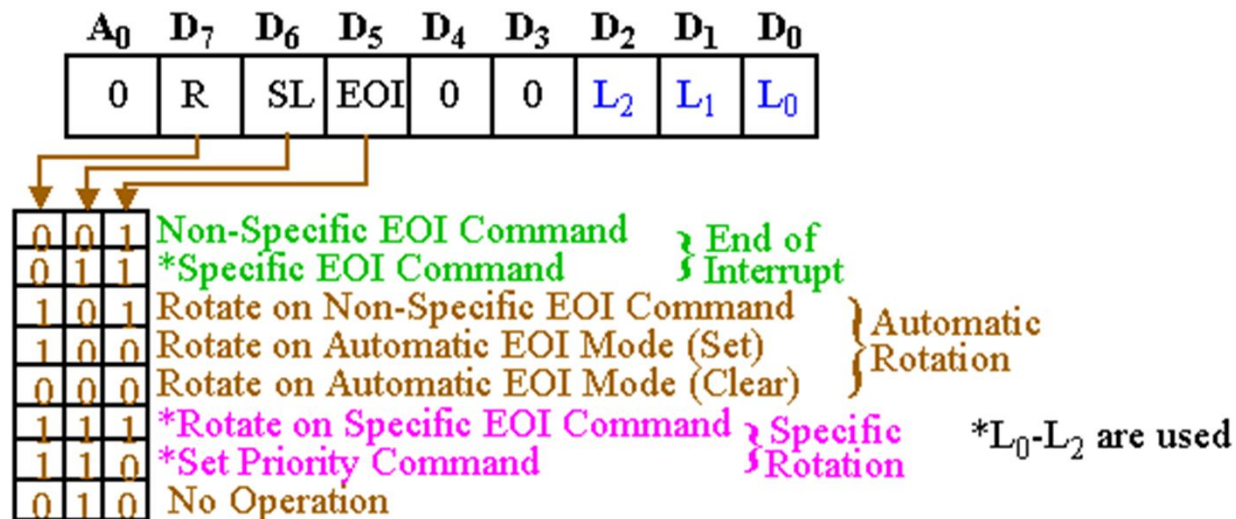 A0 D7 D6 D5 D4 D3 D2 D1 D0
0 R SL EOI 0 0 L2 L1 L0
0 0 1 Non-Specific EOI Command
0 1 1 *Specific EOI Command
End of
Interrupt
1 0 1 Rotate on Non-Specific EOI Command
1 0 0 Rotate on Automatic EOI Mode (Set)
0 0 0 Rotate on Automatic EOI Mode (Clear)
Automatic
Rotation
1 1 1 *Rotate on Specific EOI Command
1 1 0 *Set Priority Command
Specific
Rotation
*L0-L2 are used
0 1 0 No Operation